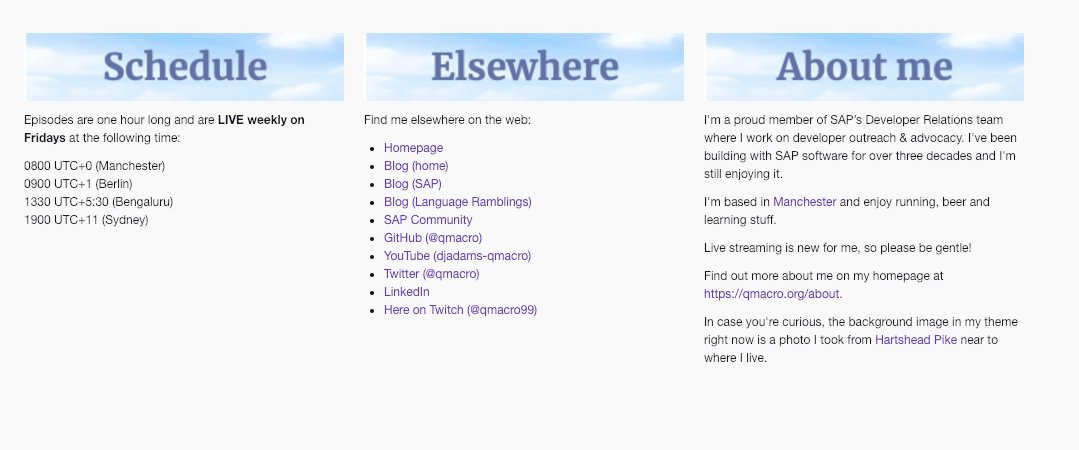 Schedule
Episodes are one hour long and are LIVE weekly on
Fridays at the following time:
0800 UTC+0 (Manchester)
0900 UTC+1 (Berlin)
1330 UTC+5:30 (Bengaluru)
1900 UTC+11 (Sydney)
Elsewhere
Find me elsewhere on the web:
Homepage
Blog (home)
Blog (SAP)
Blog (Language Ramblings)
SAP Community
GitHub (@qmacro)
YouTube (djadams-qmacro)
Twitter (@qmacro)
LinkedIn
Here on Twitch (@qmacro99)
About me
I'm a proud member of SAP's Developer Relations team
where I work on developer outreach & advocacy. I've been
building with SAP software for over three decades and I'm
still enjoying it.
I'm based in Manchester and enjoy running, beer and
learning stuff.
Live streaming is new for me, so please be gentle!
Find out more about me on my homepage at
https://qmacro.org/about.
In case you're curious, the background image in my theme
right now is a photo I took from Hartshead Pike near to
where I live.